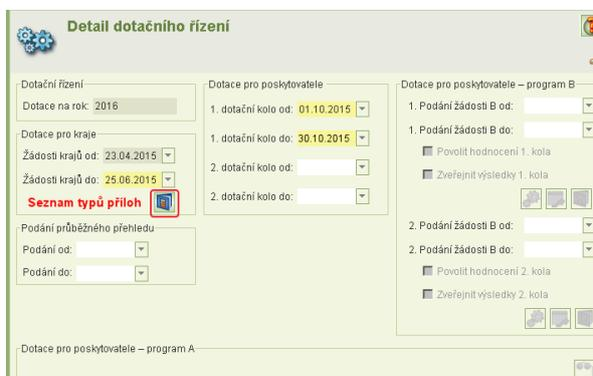 Detail dotačního řízení
Dotační řízení
Dotace na rok: 2016
Dotace pro kraje
Žádosti krajů od: 23.04.2015
Žádosti krajů do: 25.06.2015
Seznam typů příloh
Podání průběžného přehledu
Podání od:
Podání do:
Dotace pro poskytovatele
1. dotační kolo od: 01.10.2015
1. dotační kolo do: 30.10.2015
2. dotační kolo od:
2. dotační kolo do:
Dotace pro poskytovatele – program B
1. Podání žádosti B od:
1. Podání žádosti B do:
Povolit hodnocení 1. kola
Zveřejnit výsledky 1. kola
2. Podání žádosti B od:
2. Podání žádosti B do:
Povolit hodnocení 2. kola
Zveřejnit výsledky 2. kola
Dotace pro poskytovatele – program A